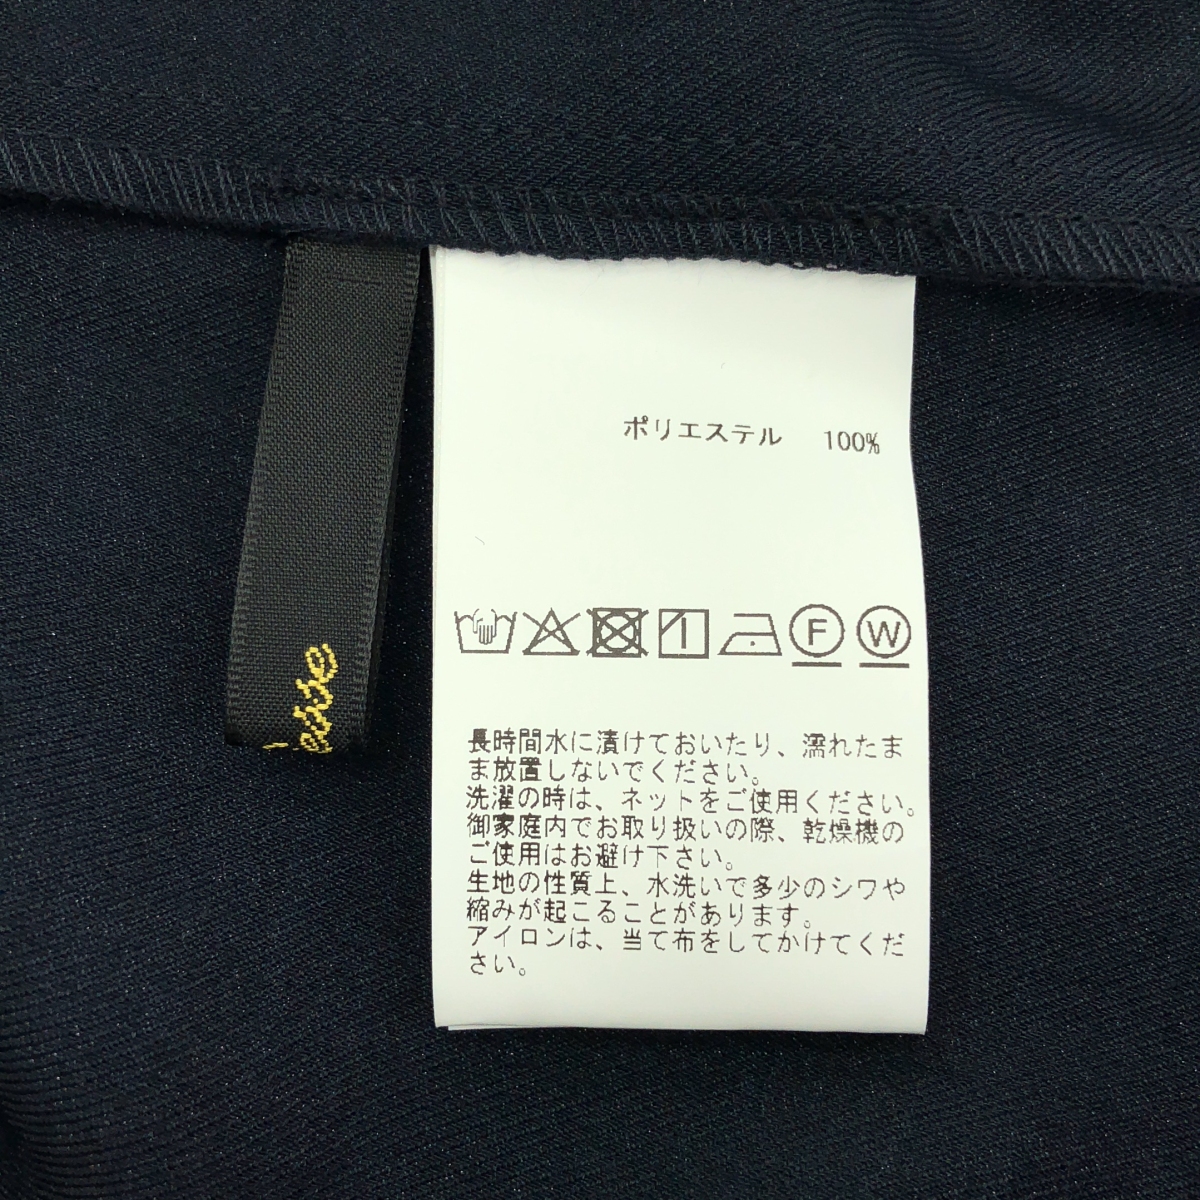 ポリエステル 100%
F W
長時間水に漬けておいたり、濡れたま
ま放置しないでください。
洗濯の時は、ネットをご使用ください。
御家庭内でお取り扱いの際、乾燥機の
ご使用はお避け下さい。
生地の性質上、水洗いで多少のシワや
縮みが起こることがあります。
アイロンは、当て布をしてかけてくだ
さい。